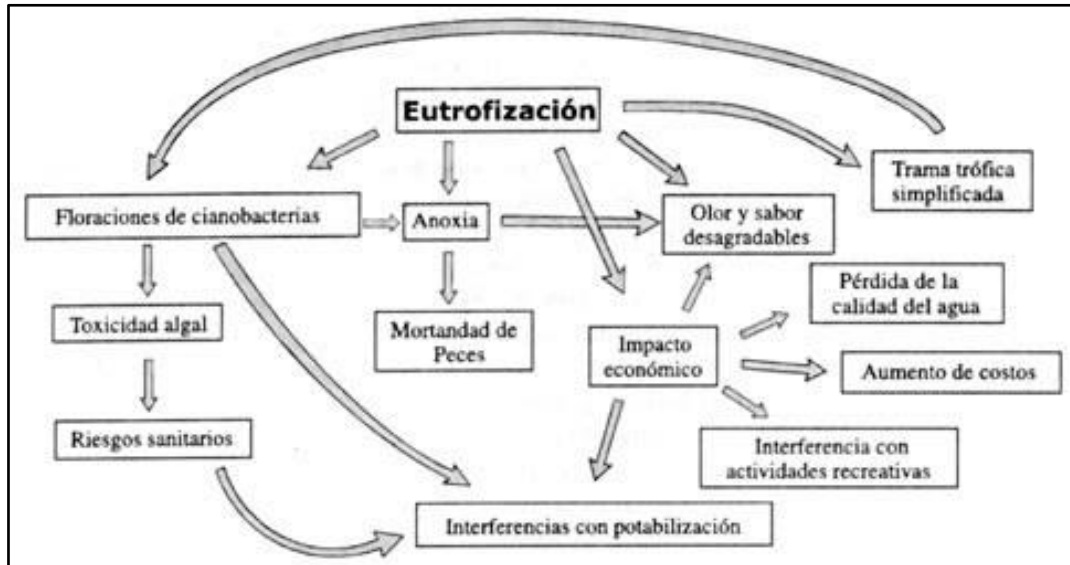 Eutrofización
Trama trófica
simplificada
Floraciones de cianobacterias
Anoxia
Olor y sabor
desagradables
Pérdida de la
calidad del agua
Toxicidad algal
Mortandad de
Peces
Impacto
económico
Aumento de costos
Riesgos sanitarios
Interferencia con
actividades recreativas
Interferencias con potabilización